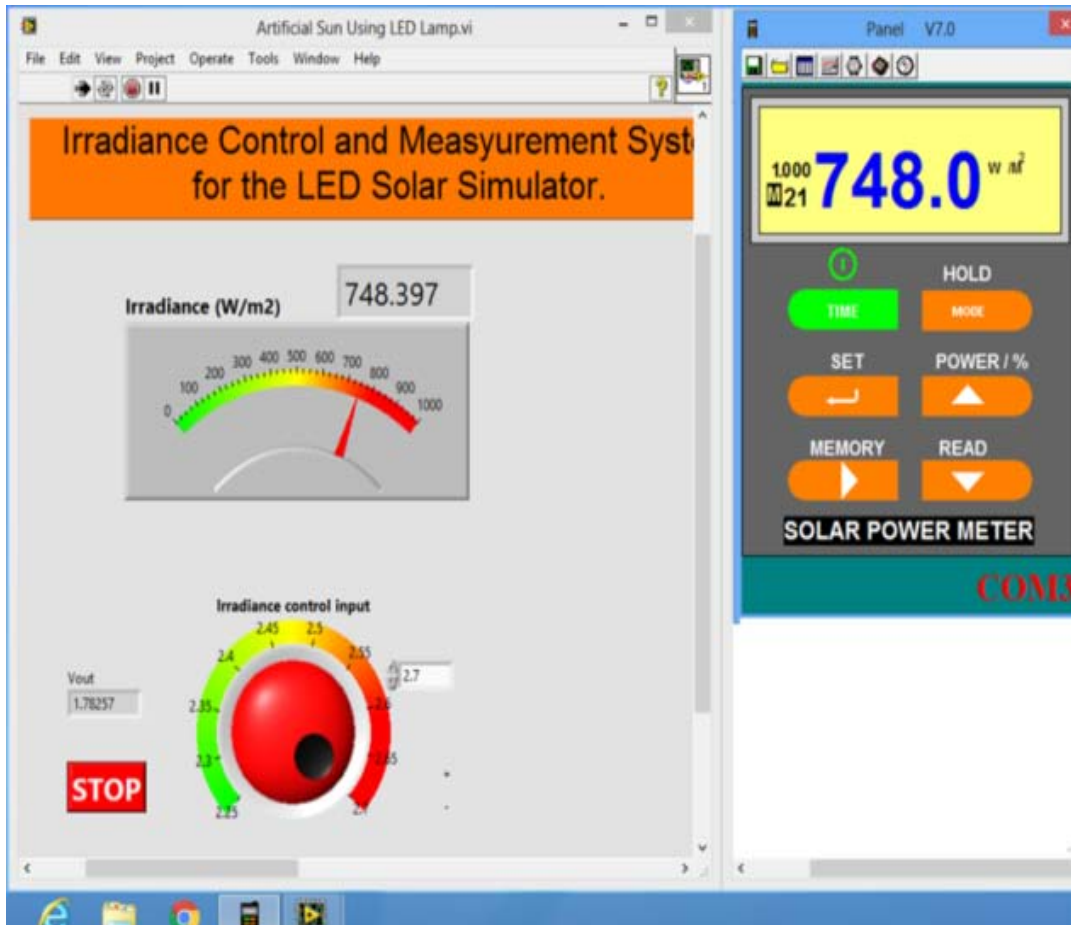 Artificial Sun Using LED Lamp.vi
File Edit View Project Operate Tools Window Help
Irradiance Control and Measyurement Syst
for the LED Solar Simulator.
Irradiance (W/m2)
748.397
0 100 200 300 400 500 600 700 800 900 1000
Irradiance control input
2.25 2.3 2.35 2.4 2.45 2.5 2.55 2.6 2.65 2.7
2.7
Vout
1.78257
STOP
Panel V7.0
1.000
M 21
748.0 W m²
HOLD
TIME MODE
SET POWER / %
MEMORY READ
SOLAR POWER METER
COM3